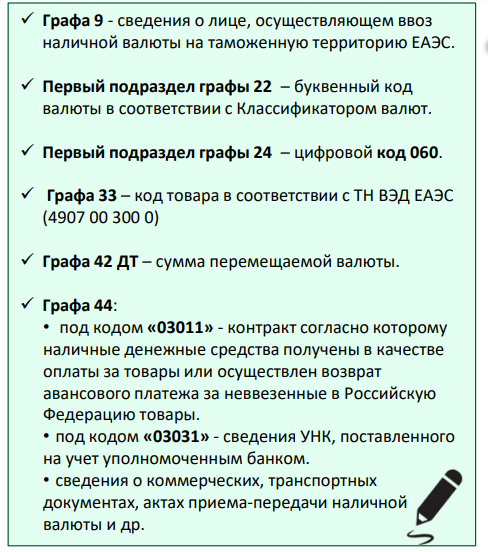 ✓ Графа 9 - сведения о лице, осуществляющем ввоз
наличной валюты на таможенную территорию ЕАЭС.
✓ Первый подраздел графы 22 – буквенный код
валюты в соответствии с Классификатором валют.
✓ Первый подраздел графы 24 – цифровой код 060.
✓ Графа 33 – код товара в соответствии с ТН ВЭД ЕАЭС
(4907 00 300 0)
✓ Графа 42 ДТ – сумма перемещаемой валюты.
✓ Графа 44:
• под кодом «03011» - контракт согласно которому
наличные денежные средства получены в качестве
оплаты за товары или осуществлен возврат
авансового платежа за неввезенные в Российскую
Федерацию товары.
• под кодом «03031» - сведения УНК, поставленного
на учет уполномоченным банком.
• сведения о коммерческих, транспортных
документах, актах приема-передачи наличной
валюты и др.